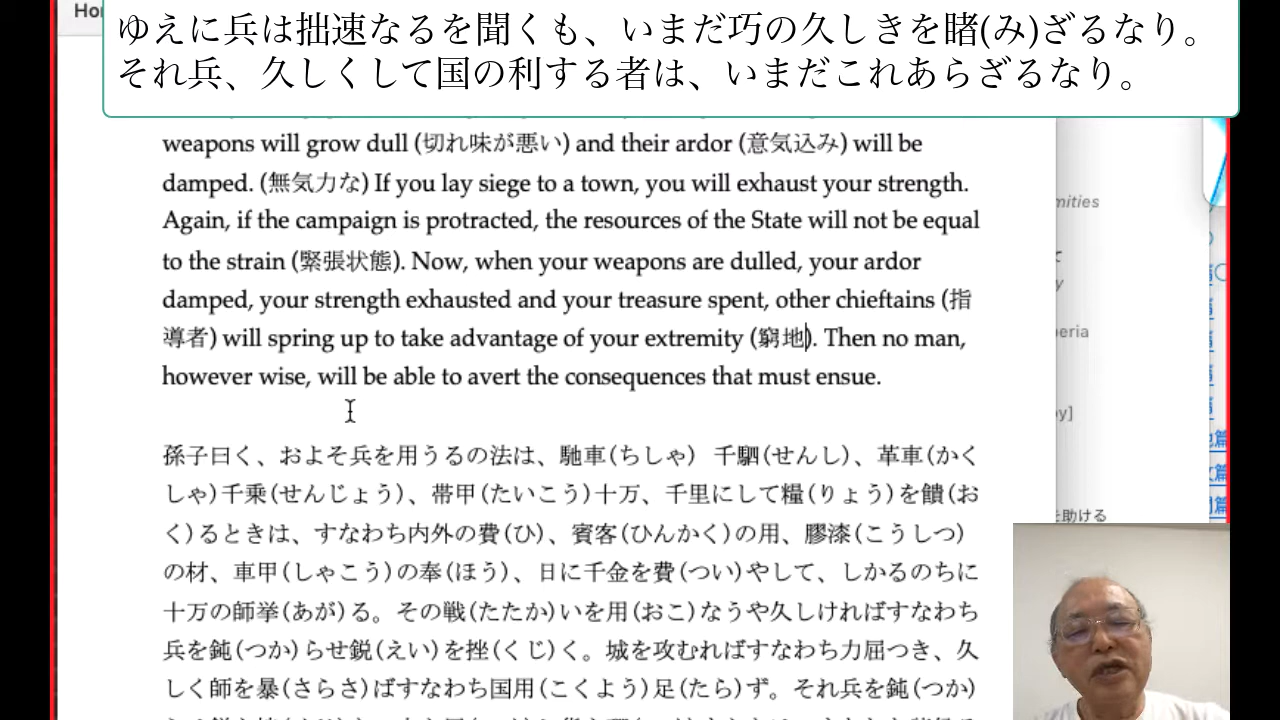 Ho
ゆえに兵は拙速なるを聞くも、いまだ巧の久しきを睹(み)ざるなり。
それ兵、久しくして国の利する者は、いまだこれあらざるなり。
weapons will grow dull (切れ味が悪い) and their ardor (意気込み) will be
damped. (無気力な) If you lay siege to a town, you will exhaust your strength.
Again, if the campaign is protracted, the resources of the State will not be equal
to the strain (緊張状態). Now, when your weapons are dulled, your ardor
damped, your strength exhausted and your treasure spent, other chieftains (指
導者) will spring up to take advantage of your extremity (窮地). Then no man,
however wise, will be able to avert the consequences that must ensue.
孫子曰く、およそ兵を用うるの法は、馳車(ちしゃ) 千駟(せんし)、革車(かく
しゃ)千乗(せんじょう)、帯甲(たいこう)十万、千里にして糧(りょう)を饋(お
く)るときは、すなわち内外の費(ひ)、賓客(ひんかく)の用、膠漆(こうしつ)
の材、車甲(しゃこう)の奉(ほう)、日に千金を費(つい)やして、しかるのちに
十万の師挙(あが)る。その戦(たたか)いを用(おこ)なうや久しければすなわち
兵を鈍(つか)らせ鋭(えい)を挫(くじ)く。城を攻むればすなわち力屈つき、久
しく師を暴(さらさ)ばすなわち国用(こくよう)足(たら)ず。それ兵を鈍(つか)
mities
y
peria
by]
を助ける